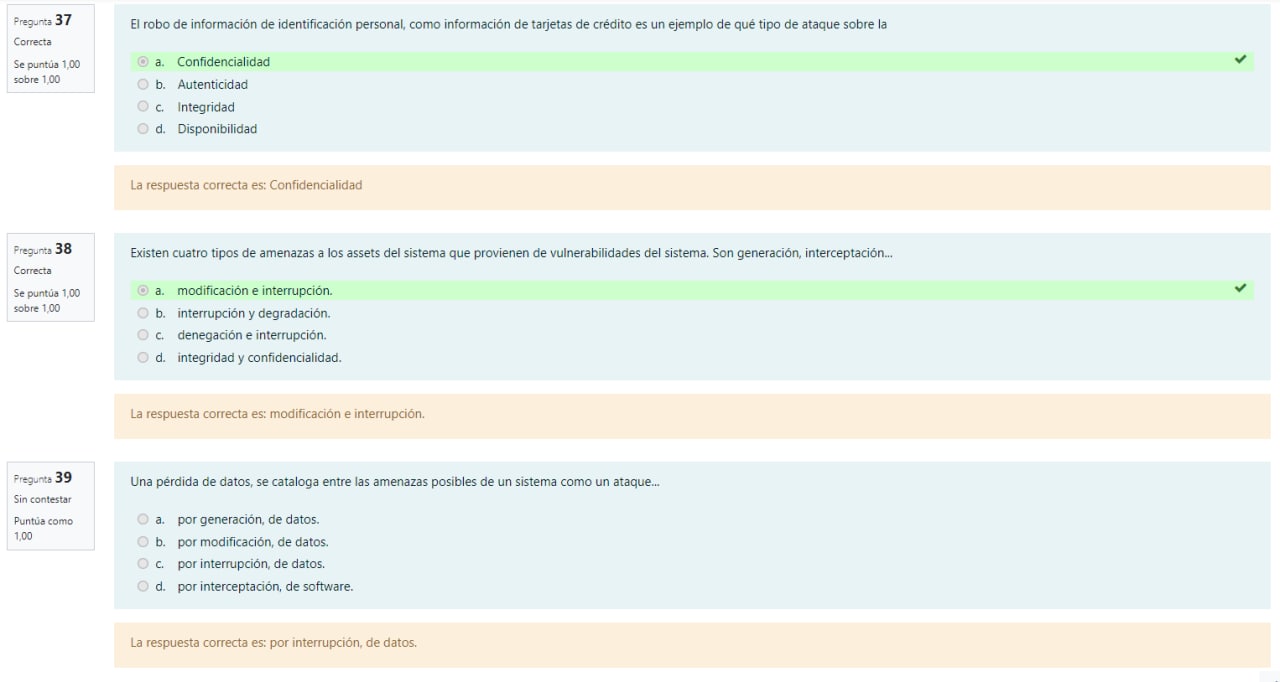 Pregunta 37
Correcta
Se puntúa 1,00
sobre 1,00
El robo de información de identificación personal, como información de tarjetas de crédito es un ejemplo de qué tipo de ataque sobre la
a. Confidencialidad
b. Autenticidad
c. Integridad
d. Disponibilidad
La respuesta correcta es: Confidencialidad
Pregunta 38
Correcta
Se puntúa 1,00
sobre 1,00
Existen cuatro tipos de amenazas a los assets del sistema que provienen de vulnerabilidades del sistema. Son generación, interceptación...
a. modificación e interrupción.
b. interrupción y degradación.
c. denegación e interrupción.
d. integridad y confidencialidad.
La respuesta correcta es: modificación e interrupción.
Pregunta 39
Sin contestar
Puntúa como
1,00
Una pérdida de datos, se cataloga entre las amenazas posibles de un sistema como un ataque...
a. por generación, de datos.
b. por modificación, de datos.
c. por interrupción, de datos.
d. por interceptación, de software.
La respuesta correcta es: por interrupción, de datos.